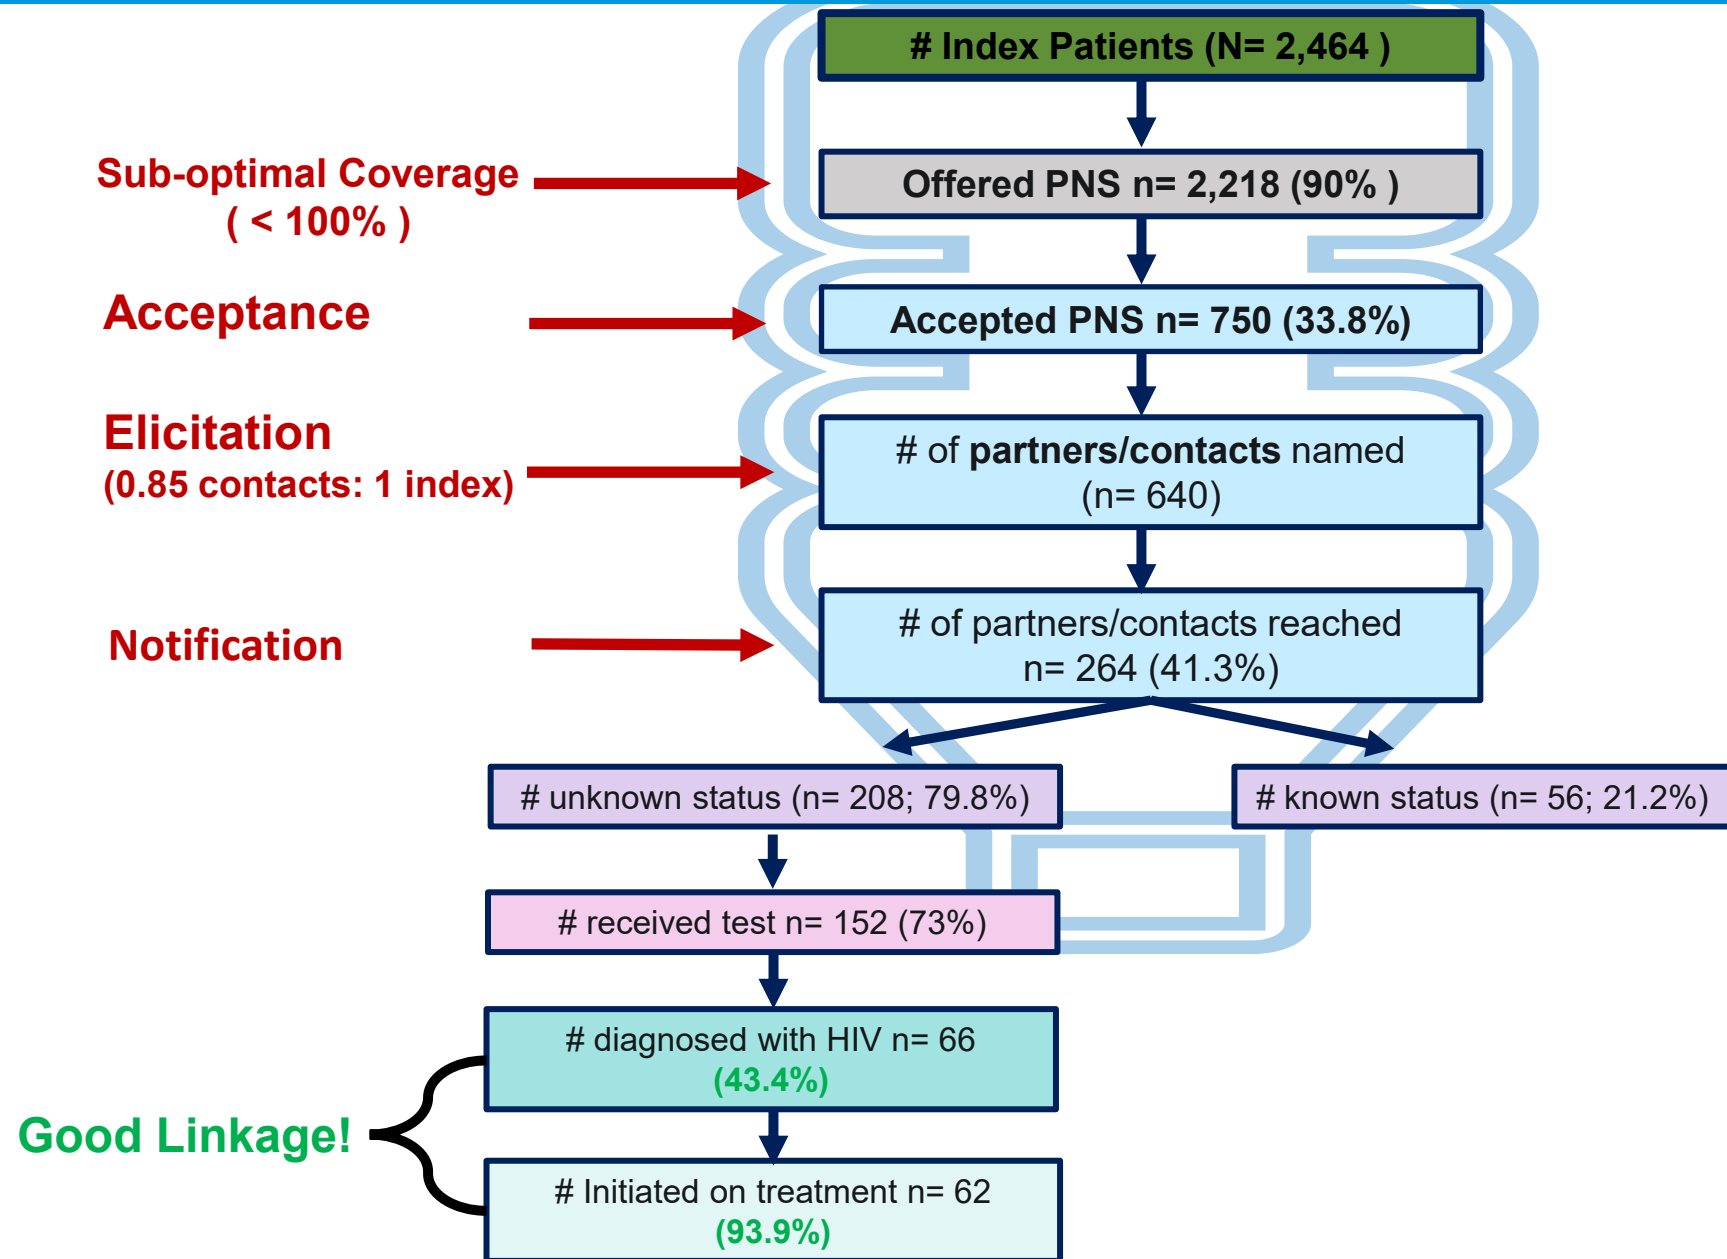 # Index Patients (N= 2,464 )
Sub-optimal Coverage
( < 100% )
Offered PNS n= 2,218 (90% )
Acceptance
Accepted PNS n= 750 (33.8%)
Elicitation
(0.85 contacts: 1 index)
# of partners/contacts named
(n= 640)
Notification
# of partners/contacts reached
n= 264 (41.3%)
# unknown status (n= 208; 79.8%)
# known status (n= 56; 21.2%)
# received test n= 152 (73%)
# diagnosed with HIV n= 66
(43.4%)
Good Linkage!
# Initiated on treatment n= 62
(93.9%)